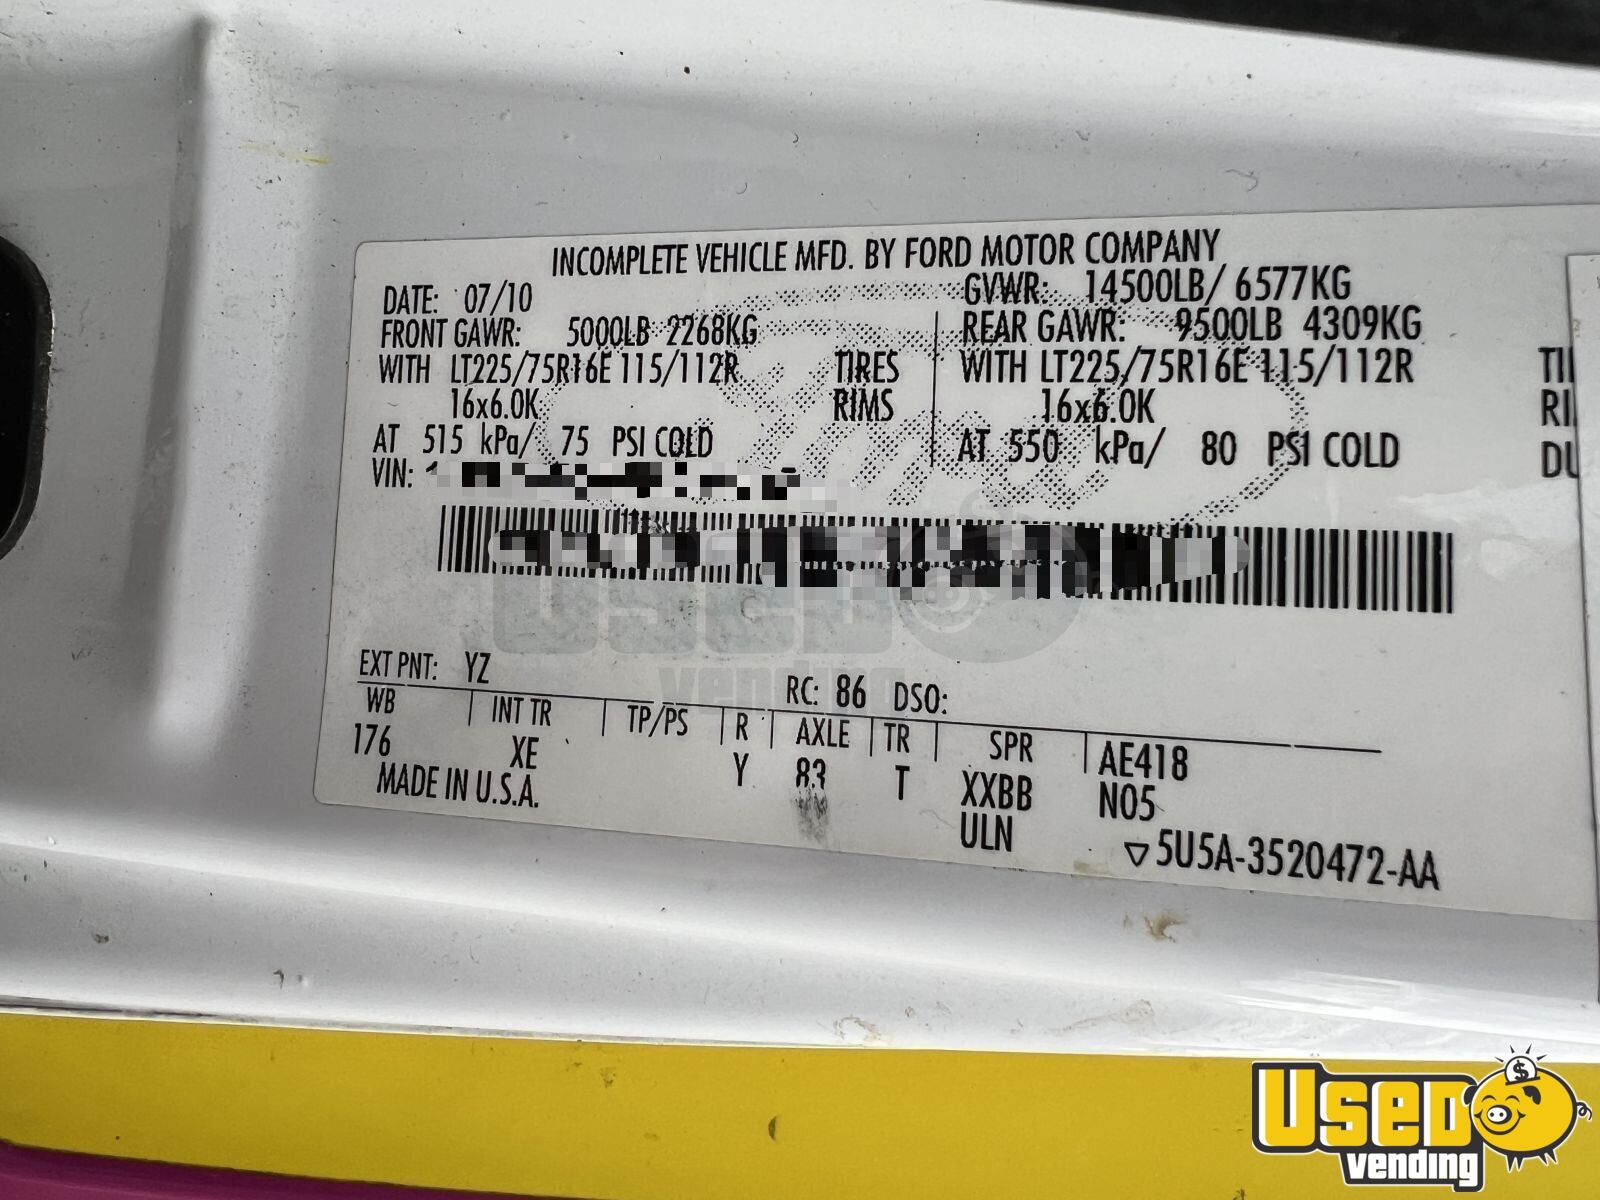 INCOMPLETE VEHICLE MFD. BY FORD MOTOR COMPANY
DATE: 07/10 GVWR: 14500LB/ 6577KG
FRONT GAWR: 5000LB 2268KG REAR GAWR: 9500LB 4309KG
WITH LT225/75R16E 115/112R TIRES WITH LT225/75R16E 115/112R
16x6.0K RIMS 16x6.0K
AT 515 kPa/ 75 PSI COLD AT 550 kPa/ 80 PSI COLD
VIN:
USED
vending
EXT PNT: YZ RC: 86 DSO:
WB INT TR TP/PS R AXLE TR SPR AE418
176 XE Y 83 T XXBB N05
MADE IN U.S.A. ULN
5U5A-3520472-AA
USED
vending